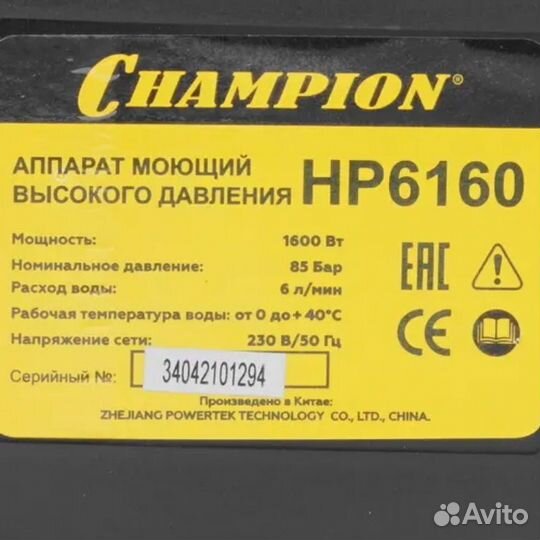 CHAMPION®
АППАРАТ МОЮЩИЙ
ВЫСОКОГО ДАВЛЕНИЯ HP6160
Мощность: 1600 Вт
Номинальное давление: 85 Бар
Расход воды: 6 л/мин
Рабочая температура воды: от 0 до +40°С
Напряжение сети: 230 В/50 Гц
Серийный №: 34042101294
Произведено в Китае:
ZHEJIANG POWERTEK TECHNOLOGY CO., LTD., CHINA.
EAC
CE
Avito